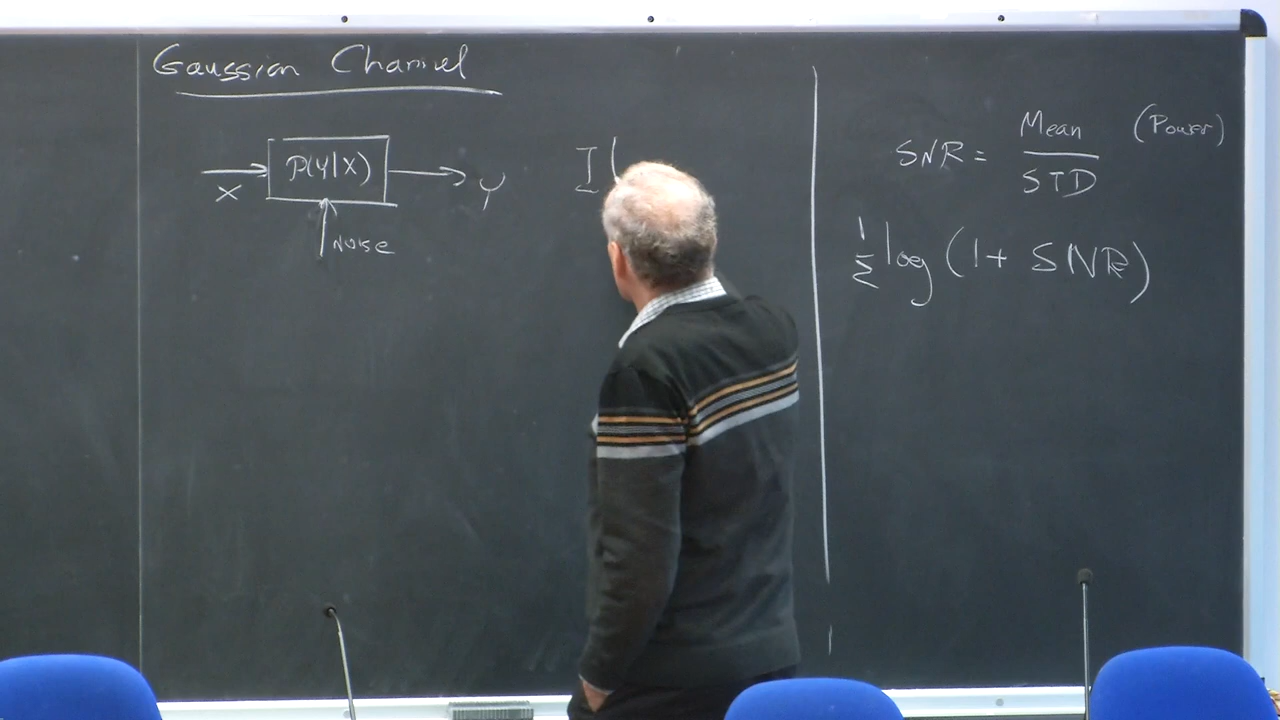 Gaussian Channel
P(Y|X)
X
Y
Noise
I(
SNR = Mean / STD (Power)
1/2 log (1 + SNR)